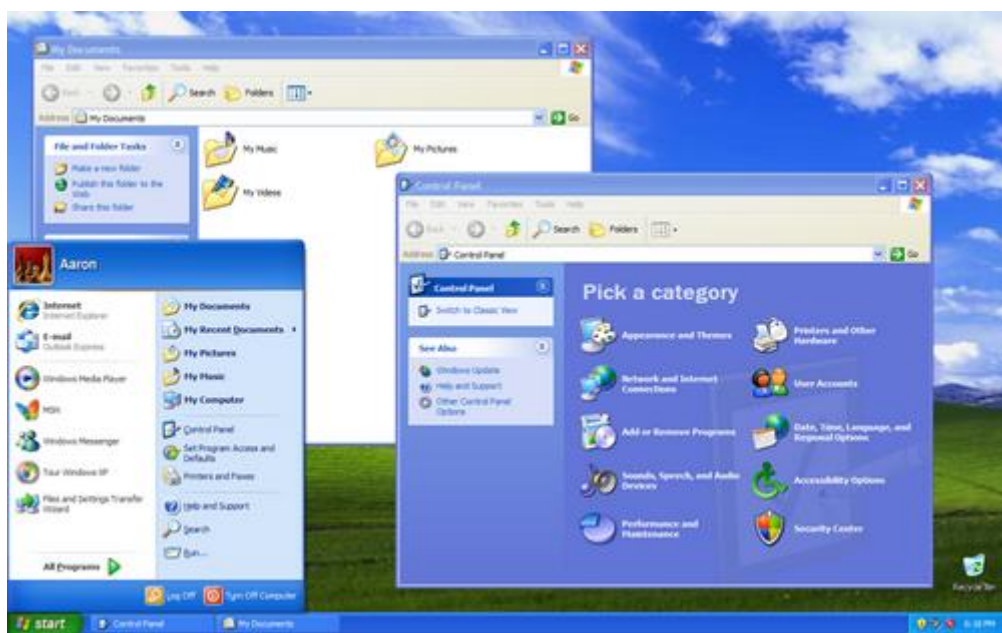 My Documents
File Edit View Favorites Tools Help
Back Search Folders
Address My Documents Go
File and Folder Tasks
Make a new folder
Publish this folder to the
Web
Share this folder
My Music
My Pictures
My Videos
Aaron
Internet
Internet Explorer
E-mail
Outlook Express
Windows Media Player
MSN
Windows Messenger
Tour Windows XP
Files and Settings Transfer
Wizard
All Programs
My Documents
My Recent Documents
My Pictures
My Music
My Computer
Control Panel
Set Program Access and
Defaults
Printers and Faxes
Help and Support
Search
Run...
Log Off Turn Off Computer
Control Panel
File Edit View Favorites Tools Help
Back Search Folders
Address Control Panel Go
Control Panel
Switch to Classic View
See Also
Windows Update
Help and Support
Other Control Panel
Options
Pick a category
Appearance and Themes
Printers and Other
Hardware
Network and Internet
Connections
User Accounts
Add or Remove Programs
Date, Time, Language, and
Regional Options
Sounds, Speech, and Audio
Devices
Accessibility Options
Performance and
Maintenance
Security Center
Recycle Bin
start Control Panel My Documents